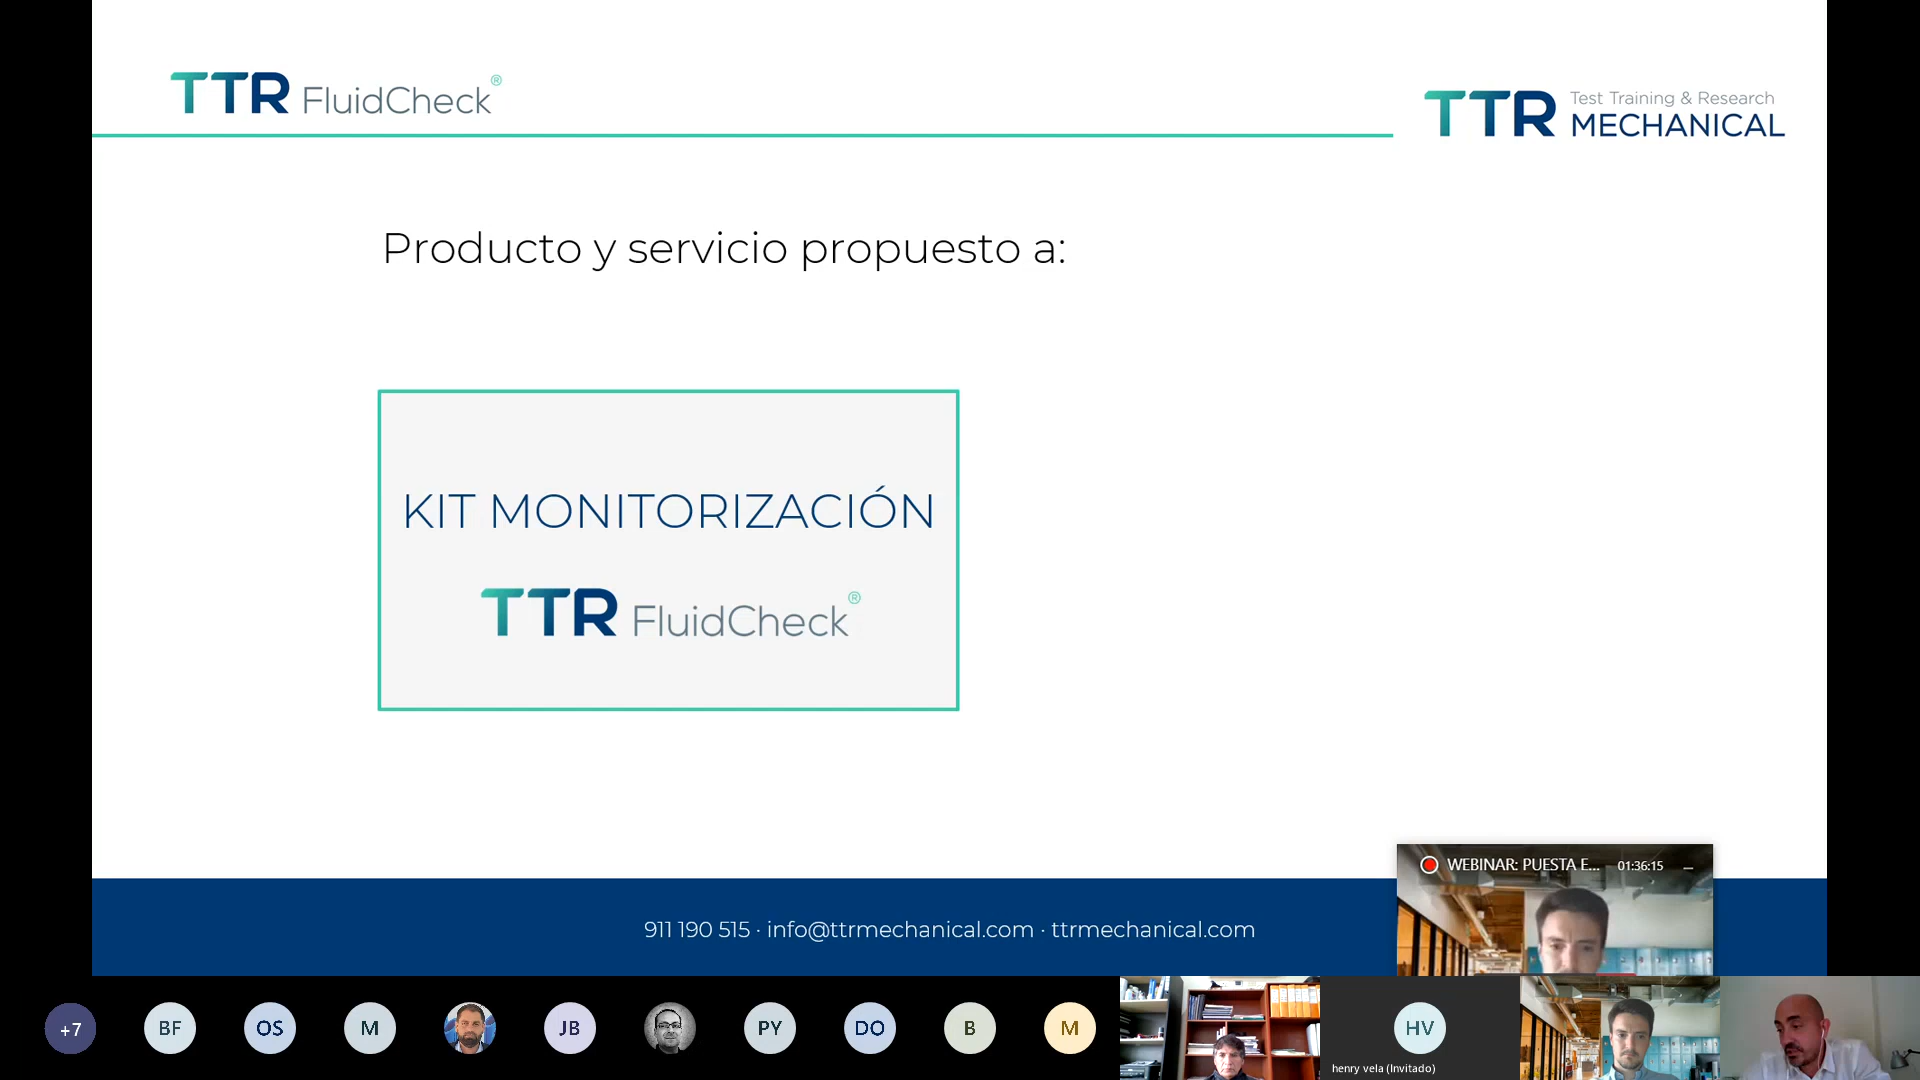 TTR FluidCheck®
TTR Test Training & Research
MECHANICAL
Producto y servicio propuesto a:
KIT MONITORIZACIÓN
TTR FluidCheck®
WEBINAR: PUESTA E... 01:36:15
911 190 515 · info@ttrmechanical.com · ttrmechanical.com
+7 BF OS M JB PY DO B M HV
henry vela (Invitado)